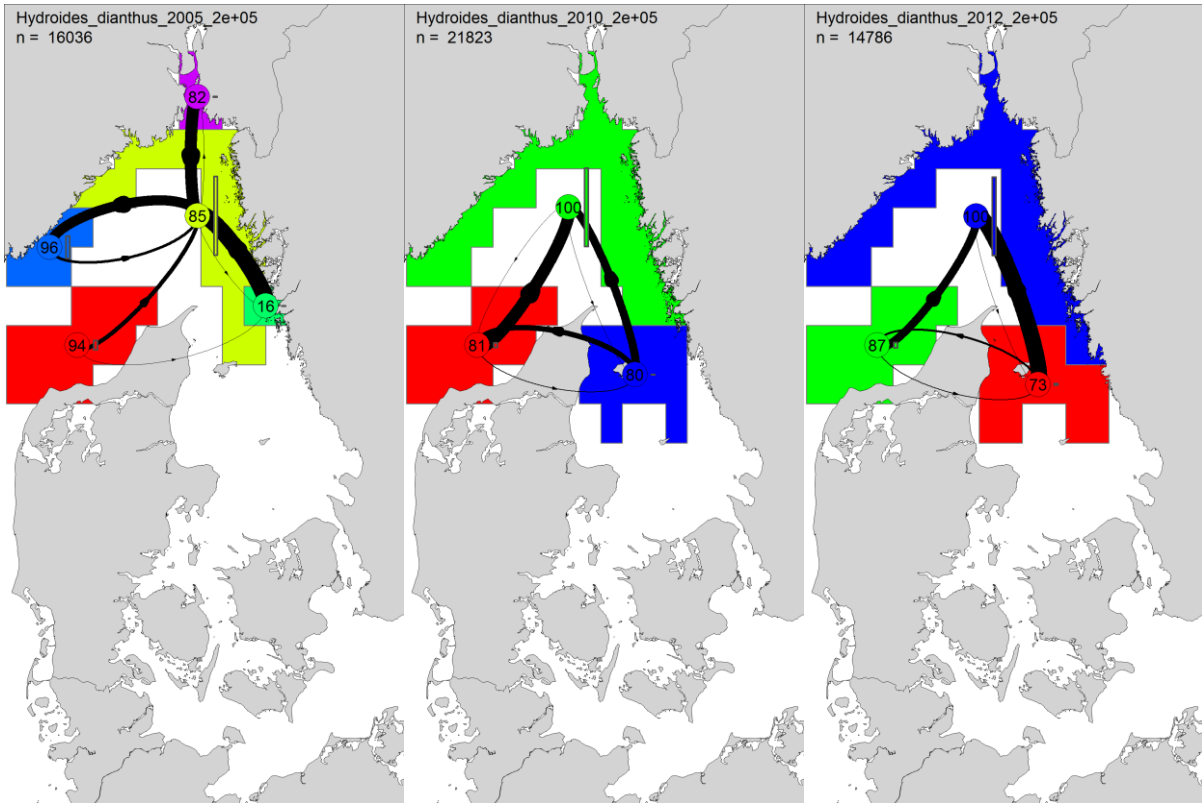 Hydroides_dianthus_2005_2e+05
n = 16036
82
85
96
16
94
Hydroides_dianthus_2010_2e+05
n = 21823
100
81
80
Hydroides_dianthus_2012_2e+05
n = 14786
100
87
73